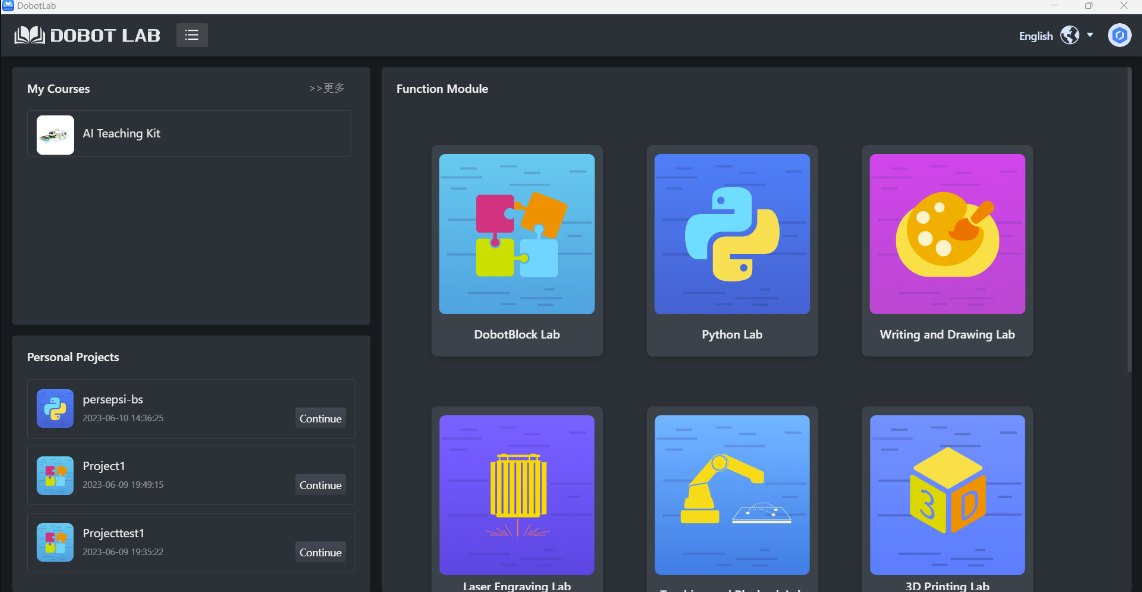 DobotLab
DOBOT LAB
English
My Courses
>>更多
AI Teaching Kit
Personal Projects
persepsi-bs
2023-06-10 14:36:25
Continue
Project1
2023-06-09 19:49:15
Continue
Projecttest1
2023-06-09 19:35:22
Continue
Function Module
DobotBlock Lab
Python Lab
Writing and Drawing Lab
3D
Laser Engraving Lab
3D Printing Lab